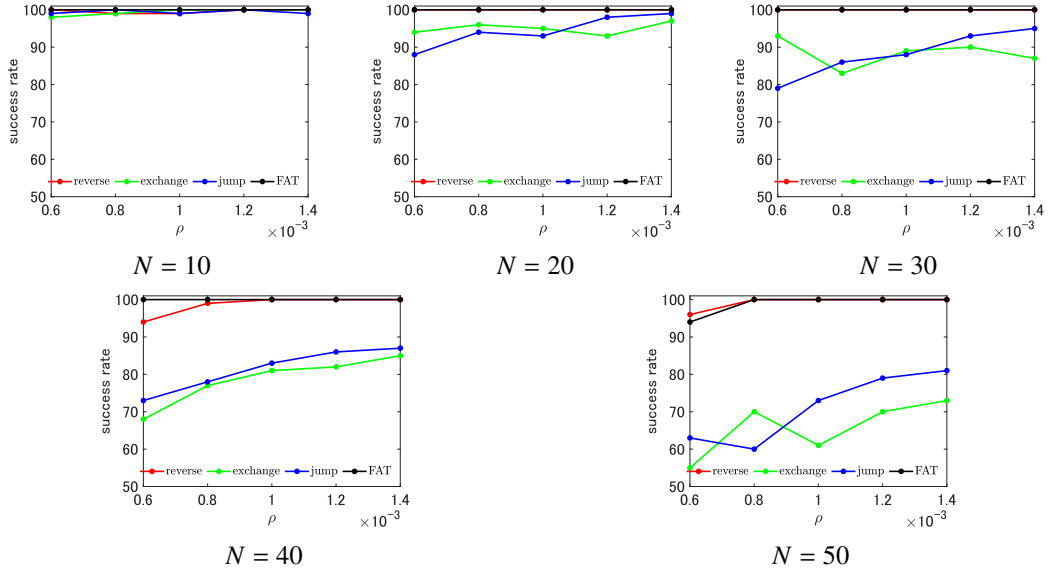 100
90
80
70
60
50
success rate
reverse exchange jump FAT
0.6 0.8 1 1.2 1.4
ρ ×10⁻³
N = 10
100
90
80
70
60
50
success rate
reverse exchange jump FAT
0.6 0.8 1 1.2 1.4
ρ ×10⁻³
N = 20
100
90
80
70
60
50
success rate
reverse exchange jump FAT
0.6 0.8 1 1.2 1.4
ρ ×10⁻³
N = 30
100
90
80
70
60
50
success rate
reverse exchange jump FAT
0.6 0.8 1 1.2 1.4
ρ ×10⁻³
N = 40
100
90
80
70
60
50
success rate
reverse exchange jump FAT
0.6 0.8 1 1.2 1.4
ρ ×10⁻³
N = 50